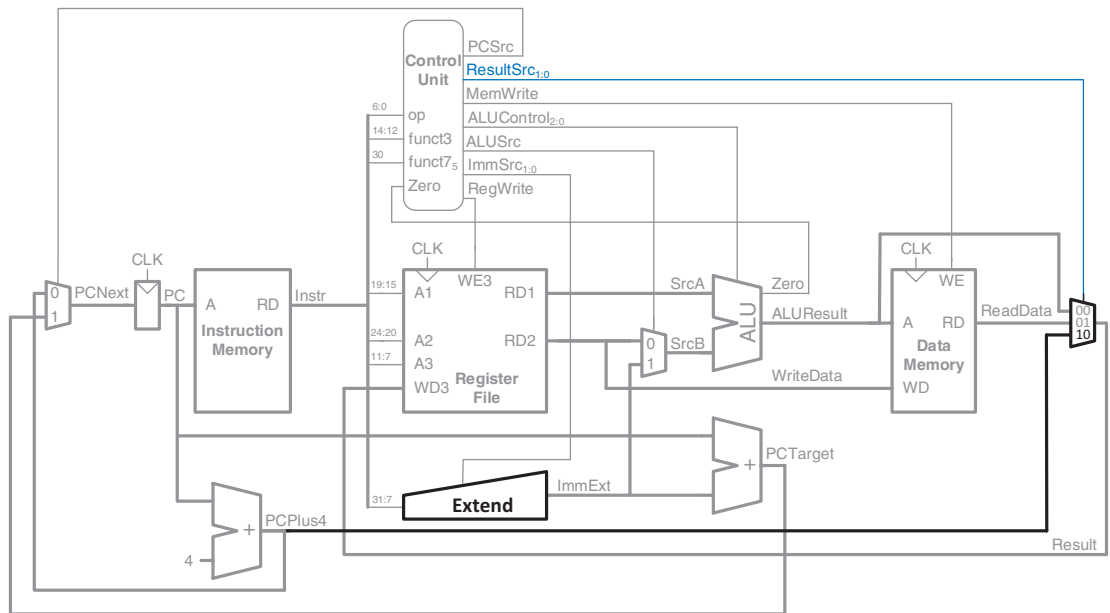 PCSrc
Control
Unit
ResultSrc1:0
MemWrite
6:0
op
ALUControl2:0
14:12
funct3
ALUSrc
30
funct75
ImmSrc1:0
Zero
RegWrite
CLK
CLK
CLK
WE3
WE
0
1
PCNext
PC
A
RD
Instruction
Memory
Instr
19:15
A1
RD1
SrcA
Zero
24:20
A2
RD2
0
1
SrcB
ALU
ALUResult
A
RD
ReadData
00
01
10
11:7
A3
Data
Memory
WD3
Register
File
WriteData
WD
PCTarget
+
31:7
Extend
ImmExt
PCPlus4
+
4
Result